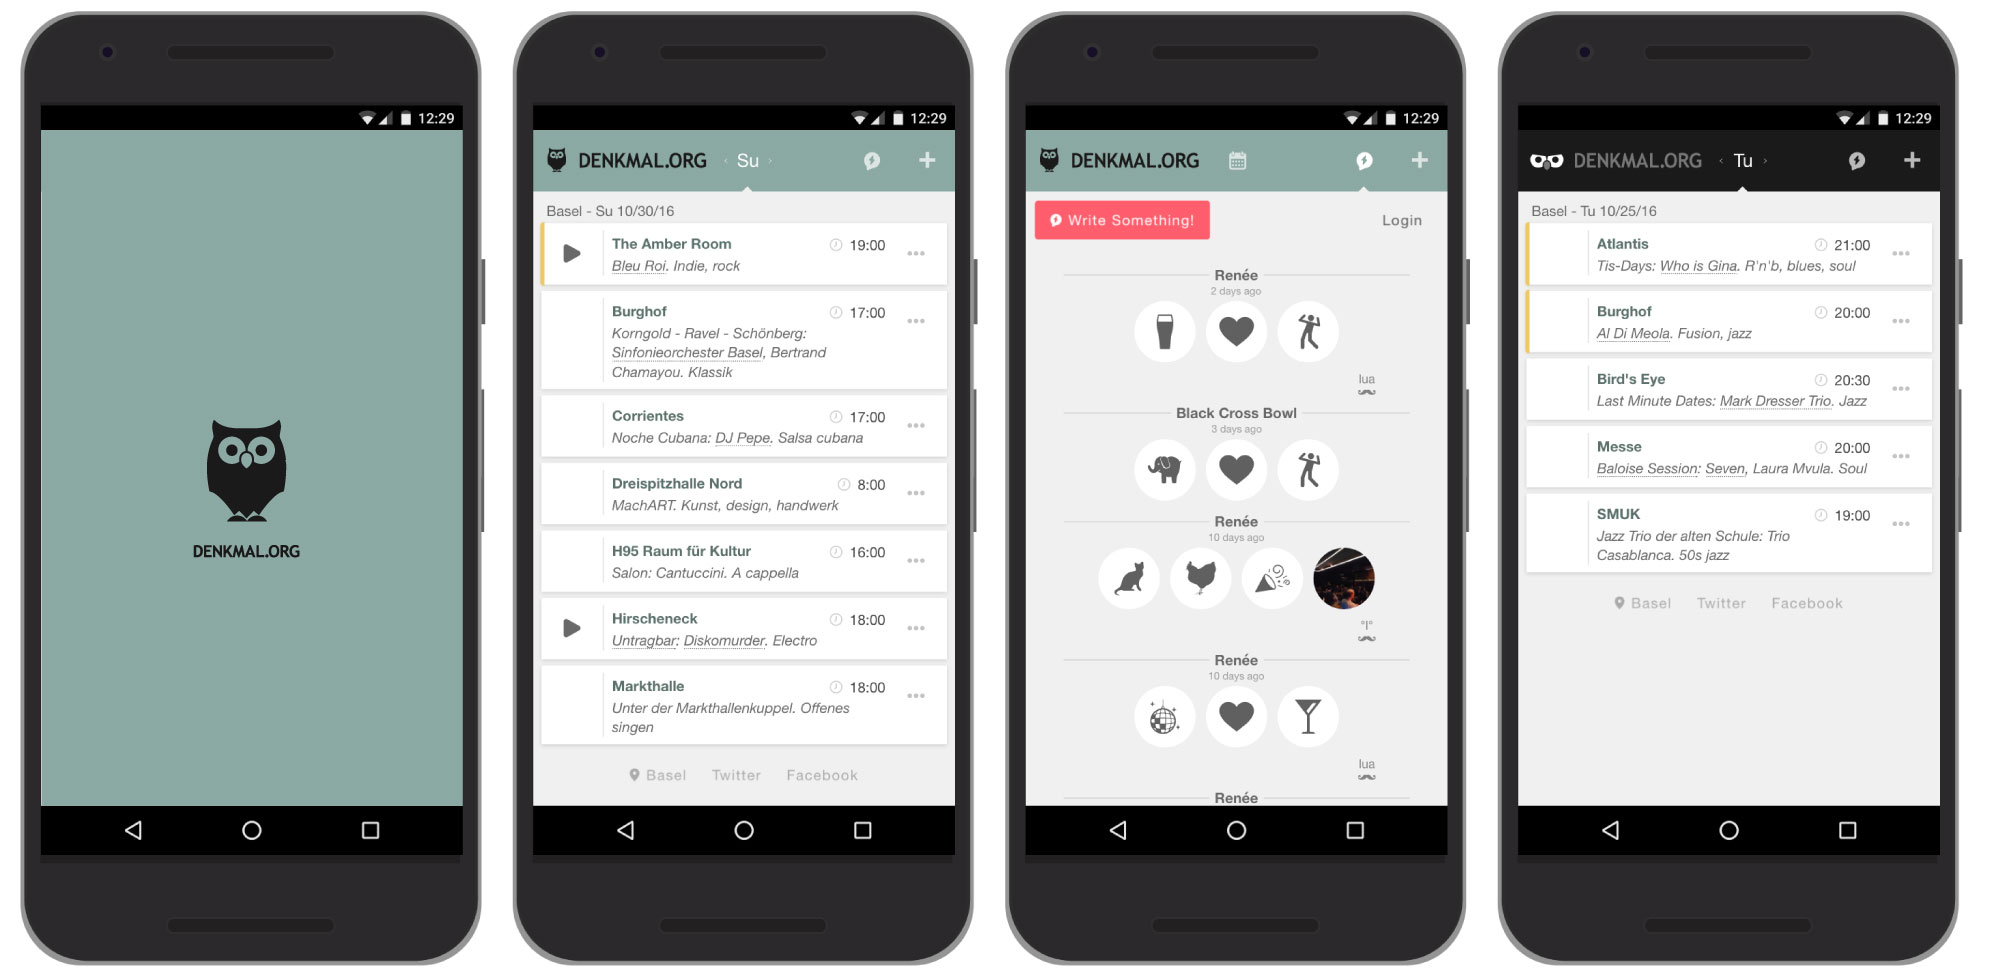 12:29
DENKMAL.ORG
12:29
DENKMAL.ORG ‹ Su ›
Basel - Su 10/30/16
The Amber Room 19:00
Bleu Roi. Indie, rock
Burghof 17:00
Korngold - Ravel - Schönberg:
Sinfonieorchester Basel, Bertrand
Chamayou. Klassik
Corrientes 17:00
Noche Cubana: DJ Pepe. Salsa cubana
Dreispitzhalle Nord 8:00
MachART. Kunst, design, handwerk
H95 Raum für Kultur 16:00
Salon: Cantuccini. A cappella
Hirscheneck 18:00
Untragbar: Diskomurder. Electro
Markthalle 18:00
Unter der Markthallenkuppel. Offenes
singen
Basel Twitter Facebook
12:29
DENKMAL.ORG
Write Something! Login
Renée
2 days ago
lua
Black Cross Bowl
3 days ago
Renée
10 days ago
°l°
Renée
10 days ago
lua
Renée
12:29
DENKMAL.ORG ‹ Tu ›
Basel - Tu 10/25/16
Atlantis 21:00
Tis-Days: Who is Gina. R'n'b, blues, soul
Burghof 20:00
Al Di Meola. Fusion, jazz
Bird's Eye 20:30
Last Minute Dates: Mark Dresser Trio. Jazz
Messe 20:00
Baloise Session: Seven, Laura Mvula. Soul
SMUK 19:00
Jazz Trio der alten Schule: Trio
Casablanca. 50s jazz
Basel Twitter Facebook